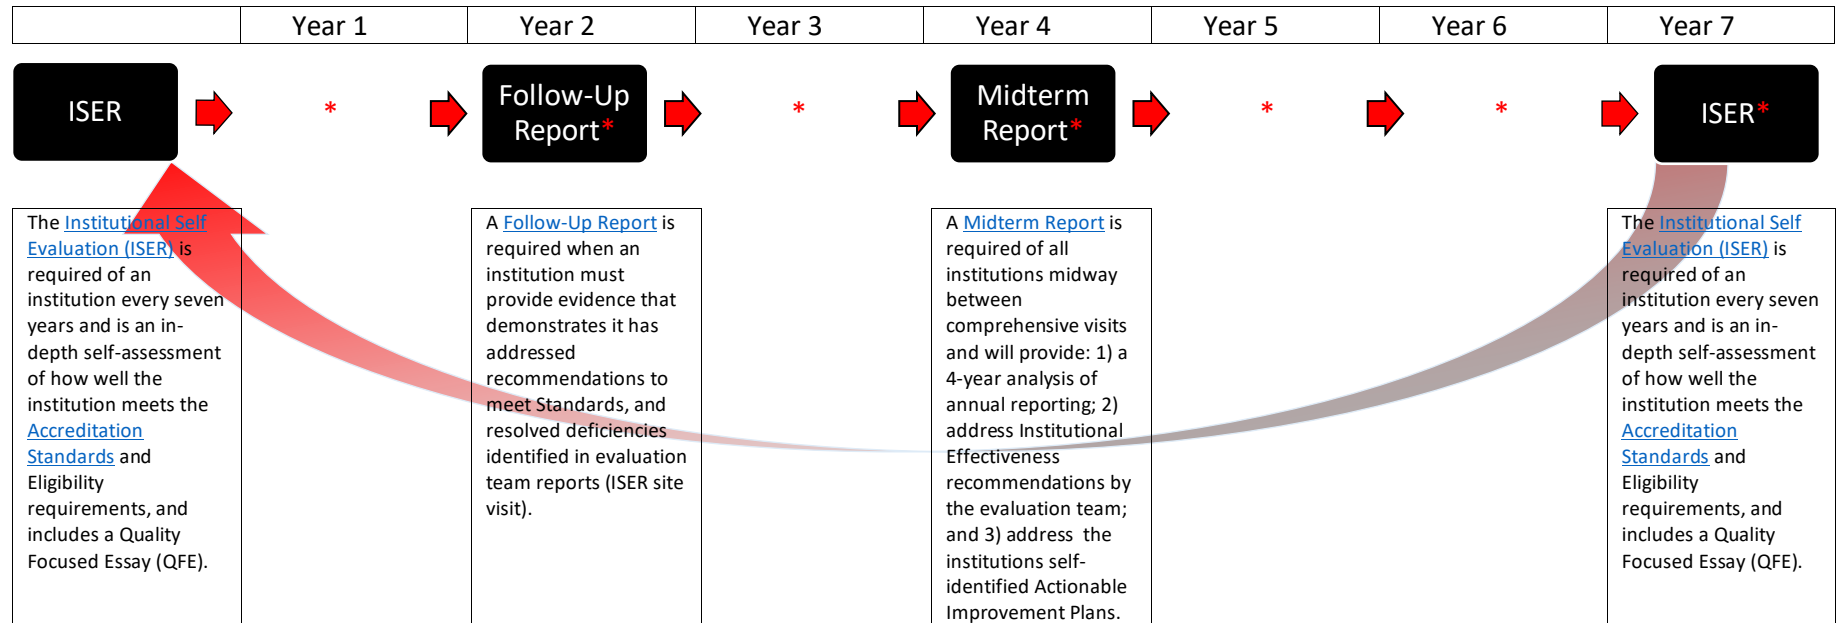 Year 1
Year 2
Year 3
Year 4
Year 5
Year 6
Year 7
ISER
*
Follow-Up
Report*
*
Midterm
Report*
*
*
ISER*
The Institutional Self
Evaluation (ISER) is
required of an
institution every seven
years and is an in-
depth self-assessment
of how well the
institution meets the
Accreditation
Standards and
Eligibility
requirements, and
includes a Quality
Focused Essay (QFE).
A Follow-Up Report is
required when an
institution must
provide evidence that
demonstrates it has
addressed
recommendations to
meet Standards, and
resolved deficiencies
identified in evaluation
team reports (ISER site
visit).
A Midterm Report is
required of all
institutions midway
between
comprehensive visits
and will provide: 1) a
4-year analysis of
annual reporting; 2)
address Institutional
Effectiveness
recommendations by
the evaluation team;
and 3) address  the
institutions self-
identified Actionable
Improvement Plans.
The Institutional Self
Evaluation (ISER) is
required of an
institution every seven
years and is an in-
depth self-assessment
of how well the
institution meets the
Accreditation
Standards and
Eligibility
requirements, and
includes a Quality
Focused Essay (QFE).